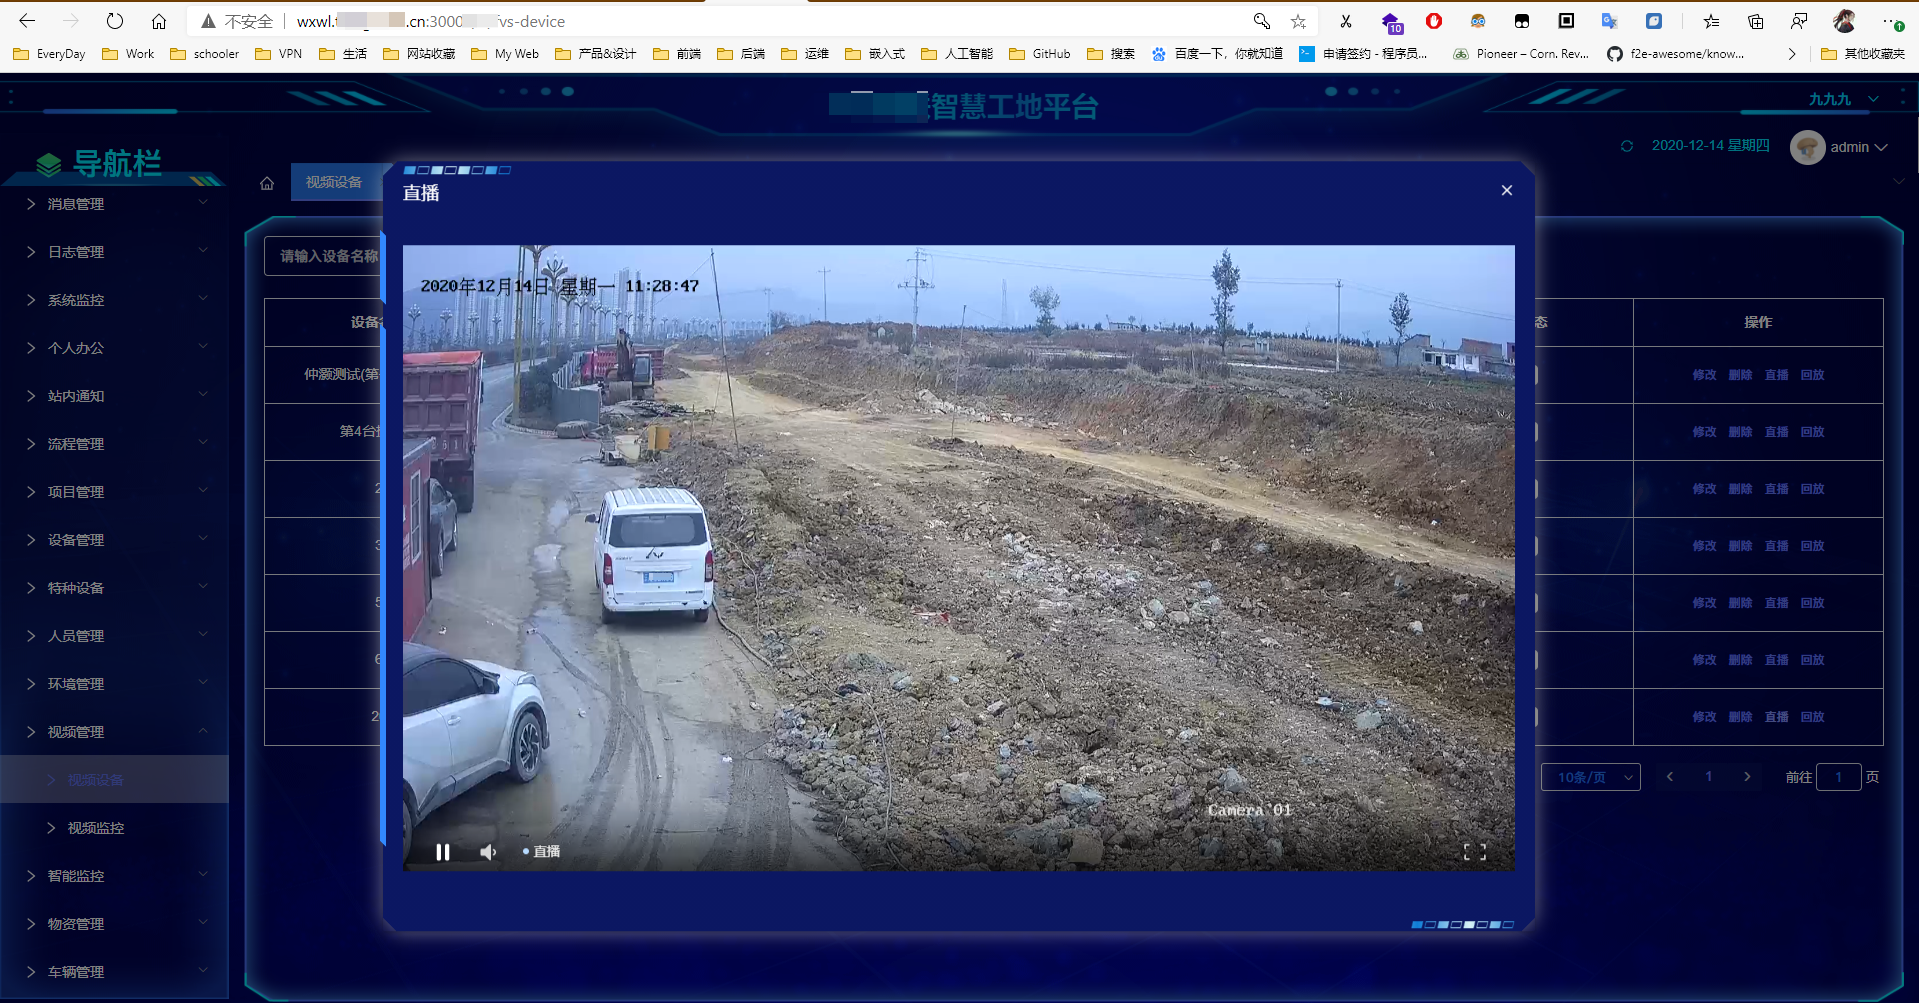 不安全 wxwl.t .cn:3000 /vs-device
10
EveryDay Work schooler VPN 生活 网站收藏 My Web 产品&设计 前端 后端 运维 嵌入式 人工智能 GitHub 搜索 百度一下，你就知道 申请签约 - 程序员... Pioneer – Corn. Rev... f2e-awesome/know... 其他收藏夹
智慧工地平台
九九九
导航栏
2020-12-14 星期四 admin
视频设备
消息管理
日志管理
系统监控
个人办公
站内通知
流程管理
项目管理
设备管理
特种设备
人员管理
环境管理
视频管理
视频设备
视频监控
智能监控
物资管理
车辆管理
请输入设备名称
设备 态 操作
仲灏测试(第 修改 删除 直播 回放
第4台 修改 删除 直播 回放
2 修改 删除 直播 回放
3 修改 删除 直播 回放
5 修改 删除 直播 回放
6 修改 删除 直播 回放
2 修改 删除 直播 回放
10条/页 1 前往 1 页
直播
2020年12月14日 星期一 11:28:47
Camera 01
直播